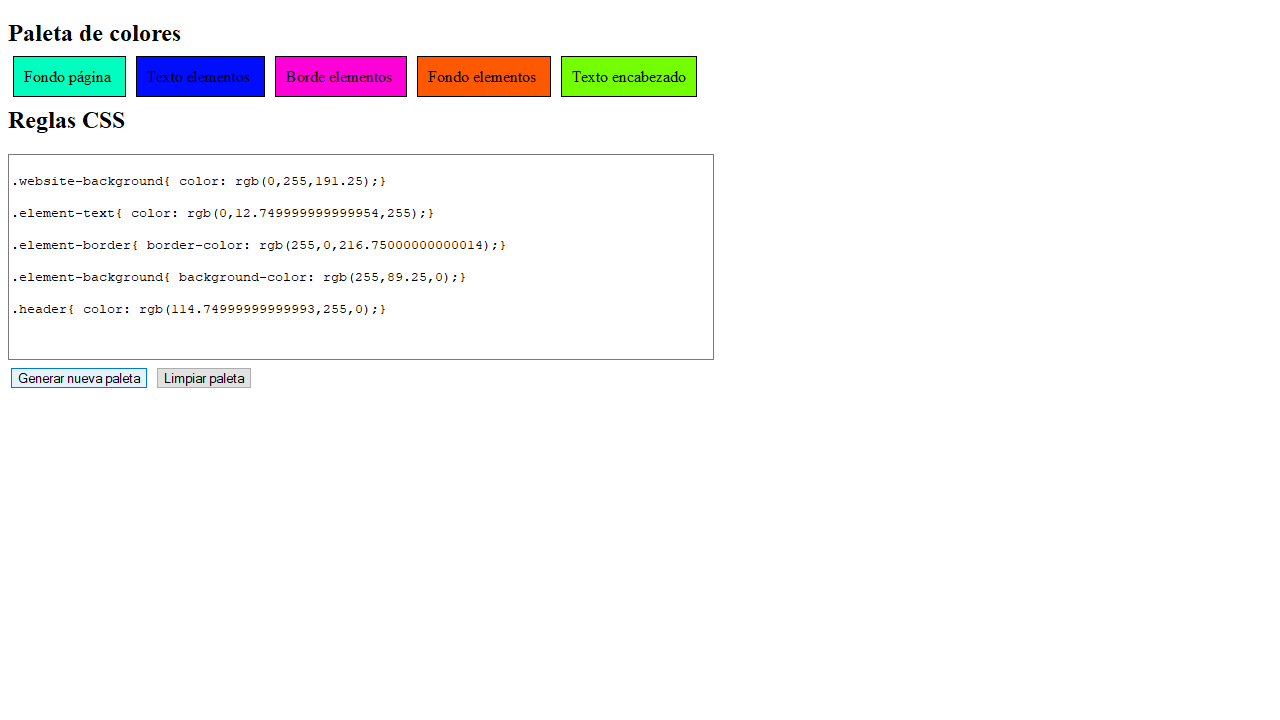 Paleta de colores
Fondo página Texto elementos Borde elementos Fondo elementos Texto encabezado
Reglas CSS
.website-background{ color: rgb(0,255,191.25);}
.element-text{ color: rgb(0,12.749999999999954,255);}
.element-border{ border-color: rgb(255,0,216.75000000000014);}
.element-background{ background-color: rgb(255,89.25,0);}
.header{ color: rgb(114.74999999999993,255,0);}
Generar nueva paleta Limpiar paleta